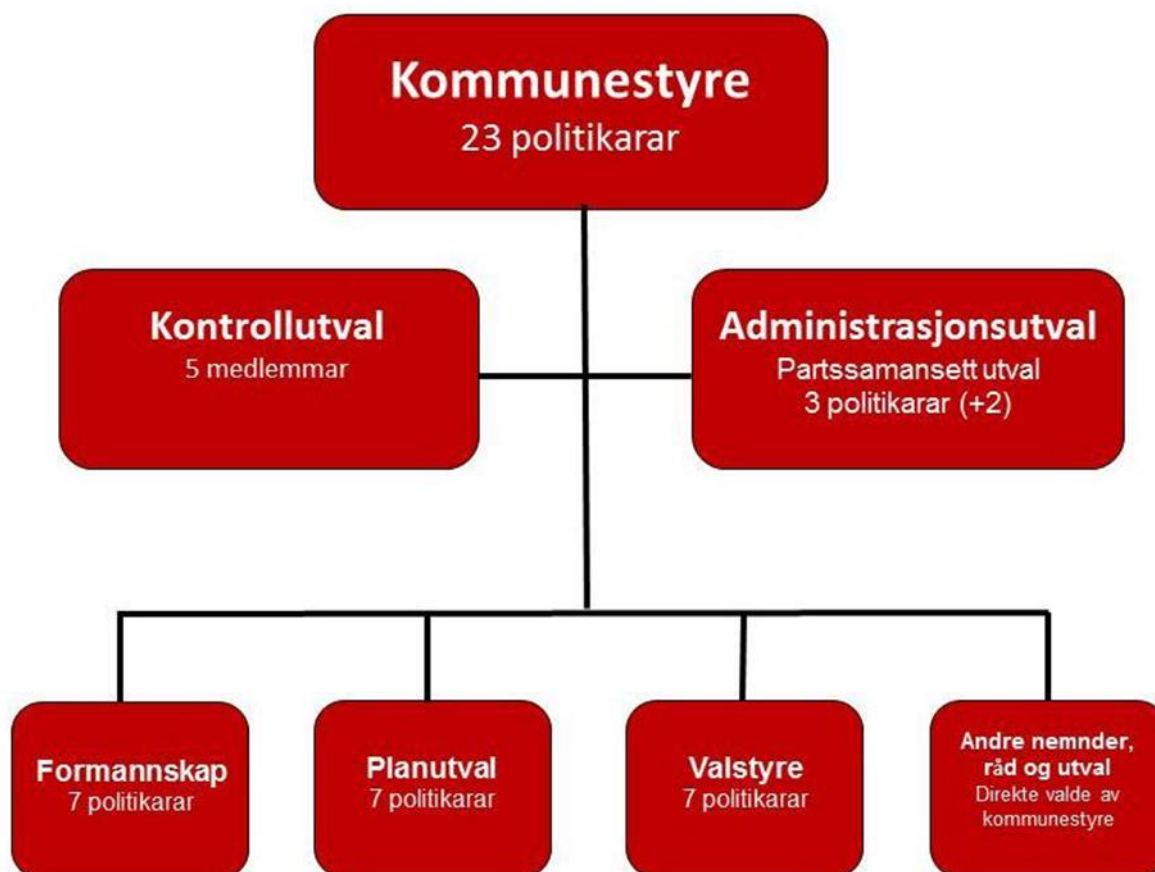 Kommunestyre
23 politikarar
Kontrollutval
5 medlemmar
Administrasjonsutval
Partssamansett utval
3 politikarar (+2)
Formannskap
7 politikarar
Planutval
7 politikarar
Valstyre
7 politikarar
Andre nemnder,
råd og utval
Direkte valde av
kommunestyre